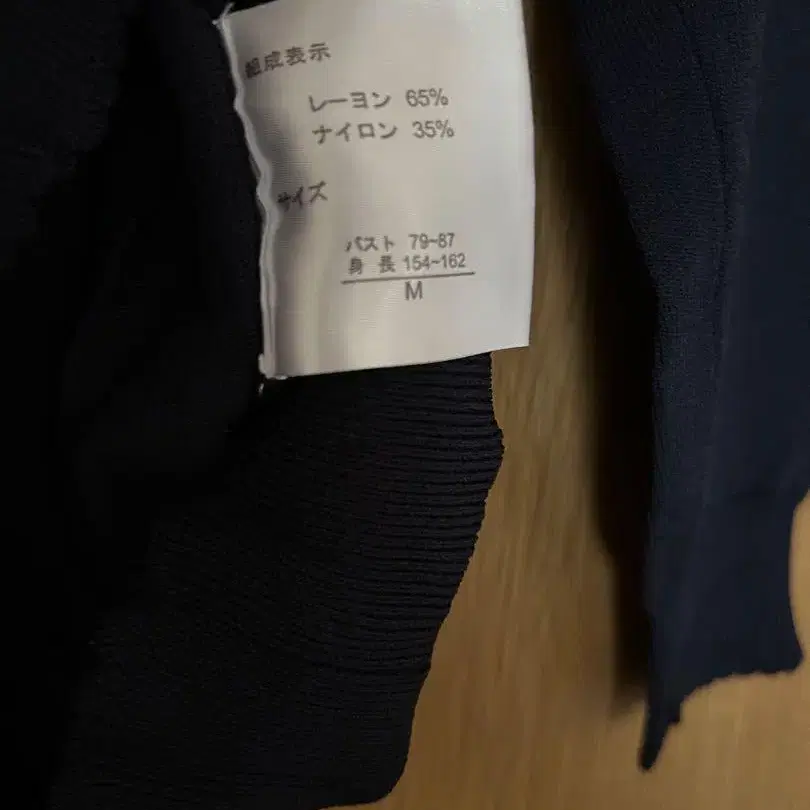 組成表示
レーヨン 65%
ナイロン 35%
サイズ
バスト 79~87
身 長 154~162
M